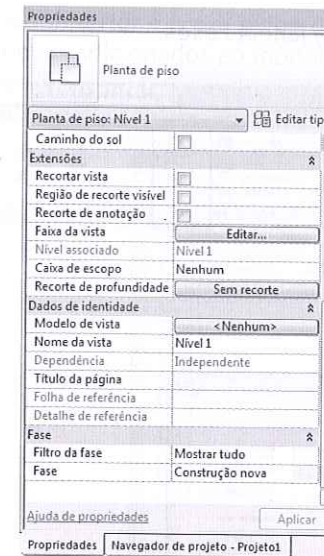 Propriedades
Planta de piso
Planta de piso: Nível 1 Editar tip
Caminho do sol
Extensões
Recortar vista
Região de recorte visível
Recorte de anotação
Faixa da vista Editar...
Nível associado Nível 1
Caixa de escopo Nenhum
Recorte de profundidade Sem recorte
Dados de identidade
Modelo de vista <Nenhum>
Nome da vista Nível 1
Dependência Independente
Título da página
Folha de referência
Detalhe de referência
Fase
Filtro da fase Mostrar tudo
Fase Construção nova
Ajuda de propriedades Aplicar
Propriedades Navegador de projeto - Projeto1